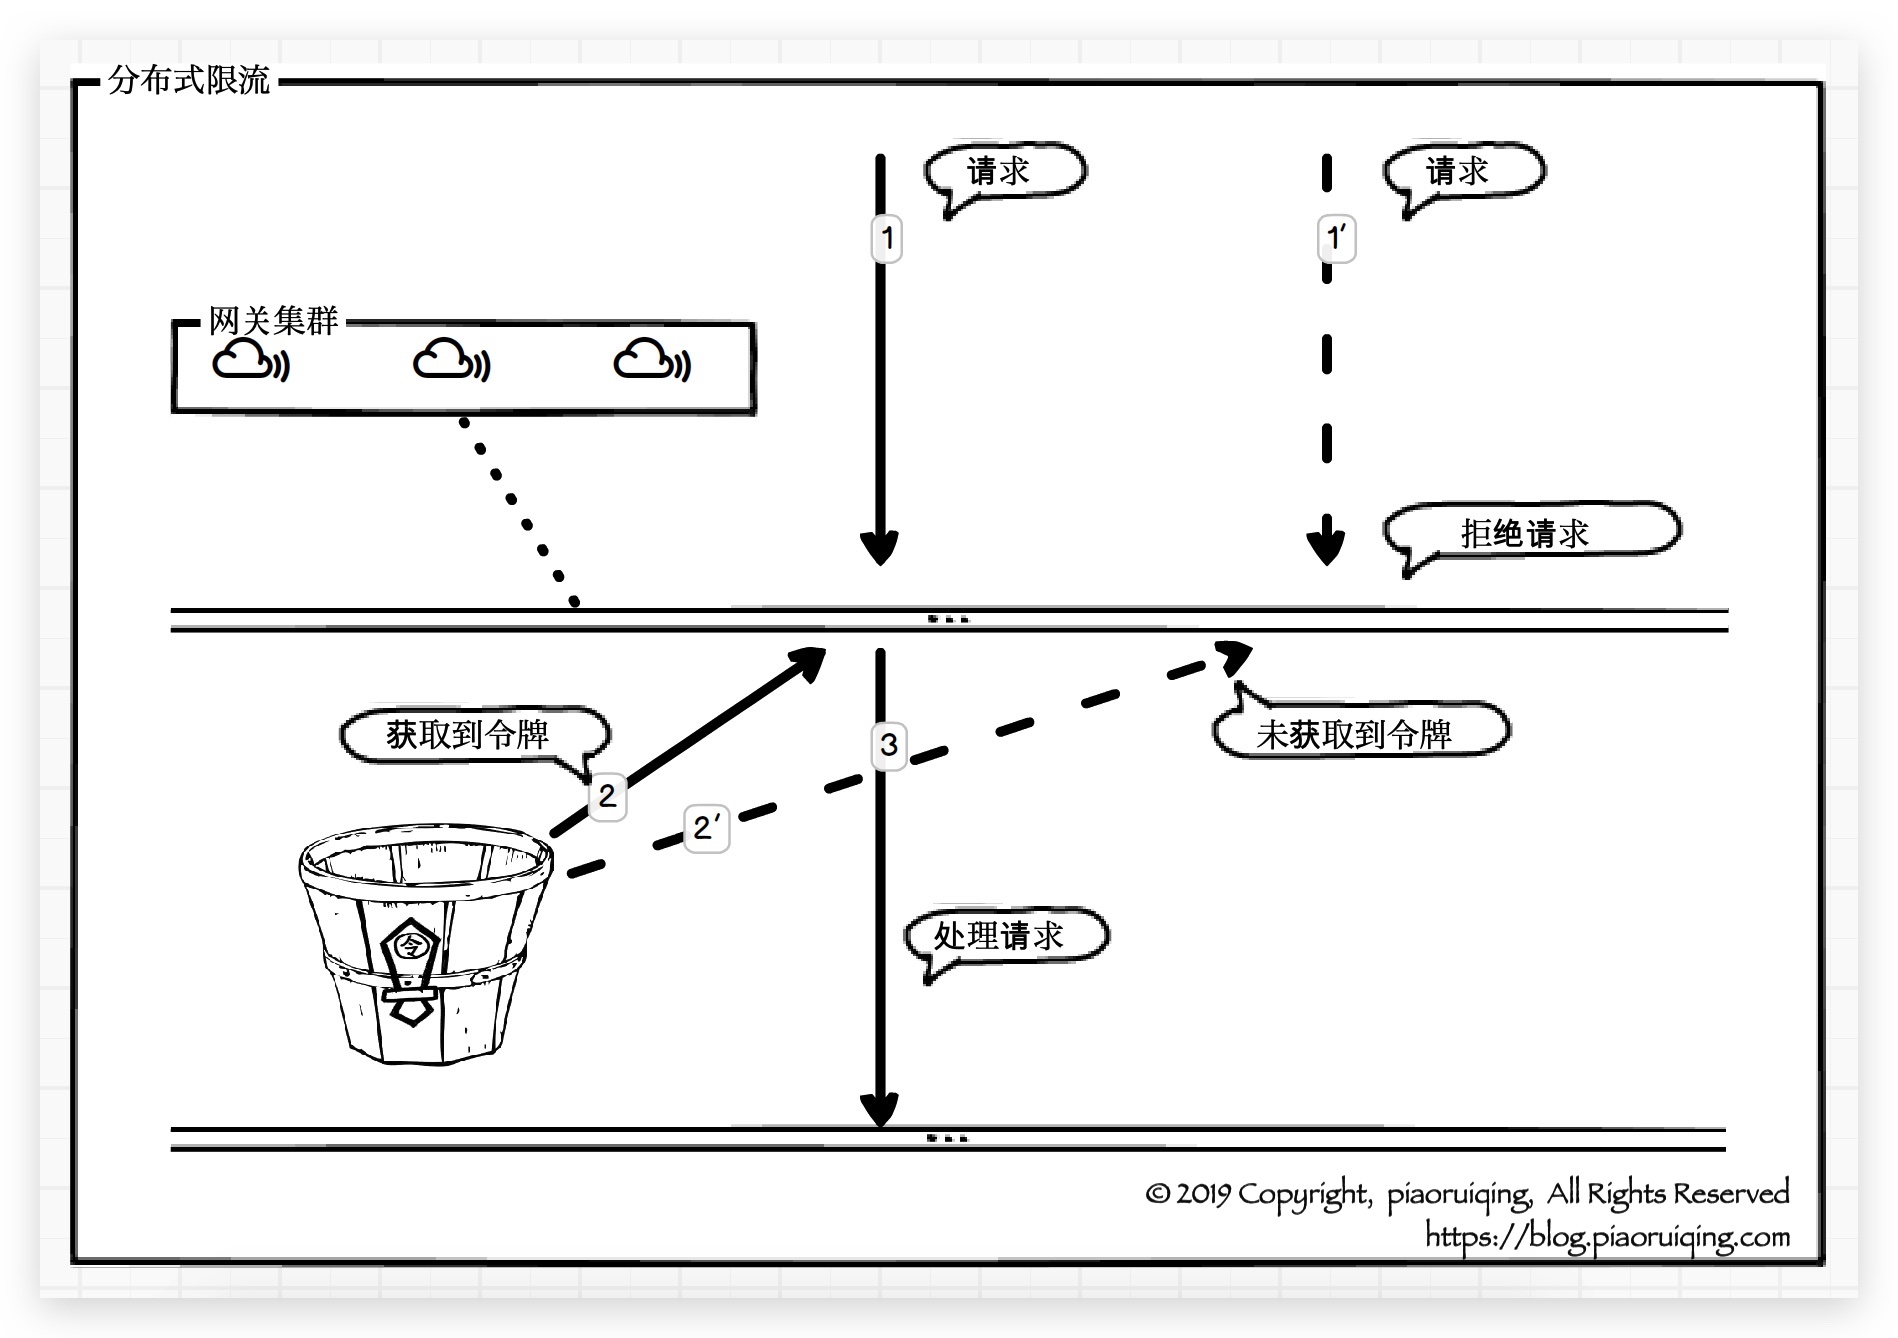 分布式限流
请求
请求
1
1′
网关集群
拒绝请求
获取到令牌
3
未获取到令牌
2
2′
令
处理请求
© 2019 Copyright, piaoruiqing, All Rights Reserved
https://blog.piaoruiqing.com